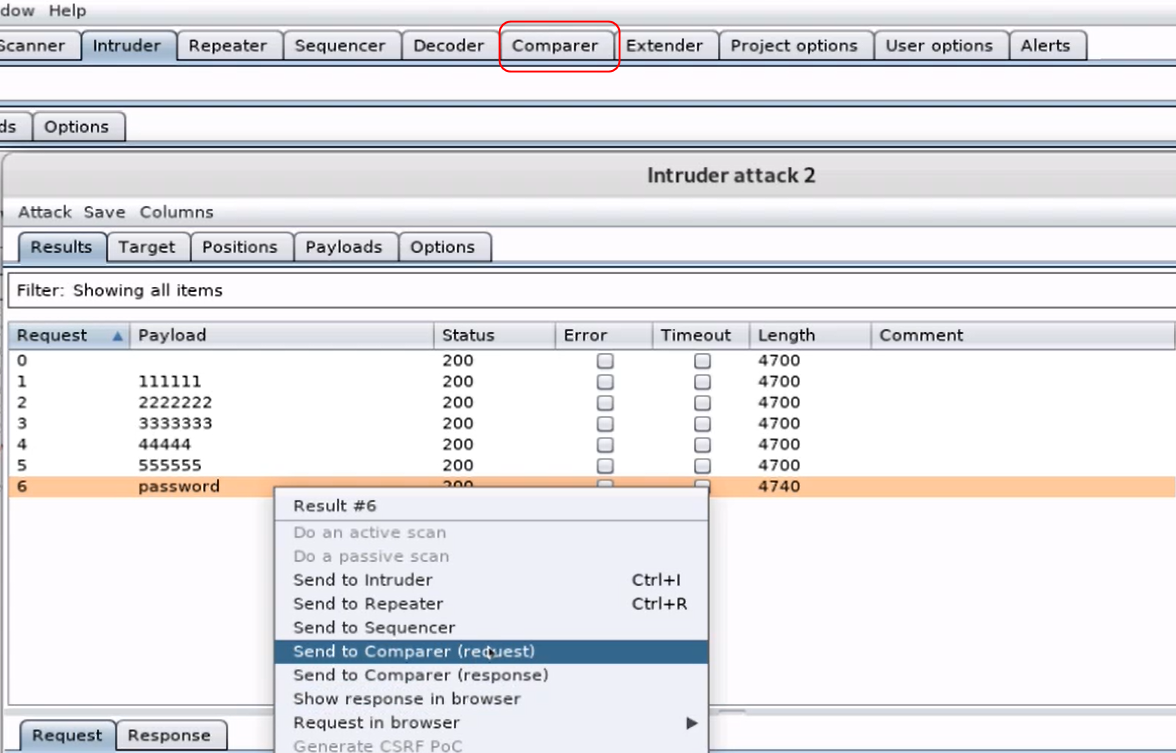 dow Help
Scanner Intruder Repeater Sequencer Decoder Comparer Extender Project options User options Alerts
ds Options
Intruder attack 2
Attack Save Columns
Results Target Positions Payloads Options
Filter: Showing all items
Request Payload Status Error Timeout Length Comment
0 200 4700
1 111111 200 4700
2 2222222 200 4700
3 3333333 200 4700
4 44444 200 4700
5 555555 200 4700
6 password 200 4740
Result #6
Do an active scan
Do a passive scan
Send to Intruder Ctrl+I
Send to Repeater Ctrl+R
Send to Sequencer
Send to Comparer (request)
Send to Comparer (response)
Show response in browser
Request in browser
Generate CSRF PoC
Request Response